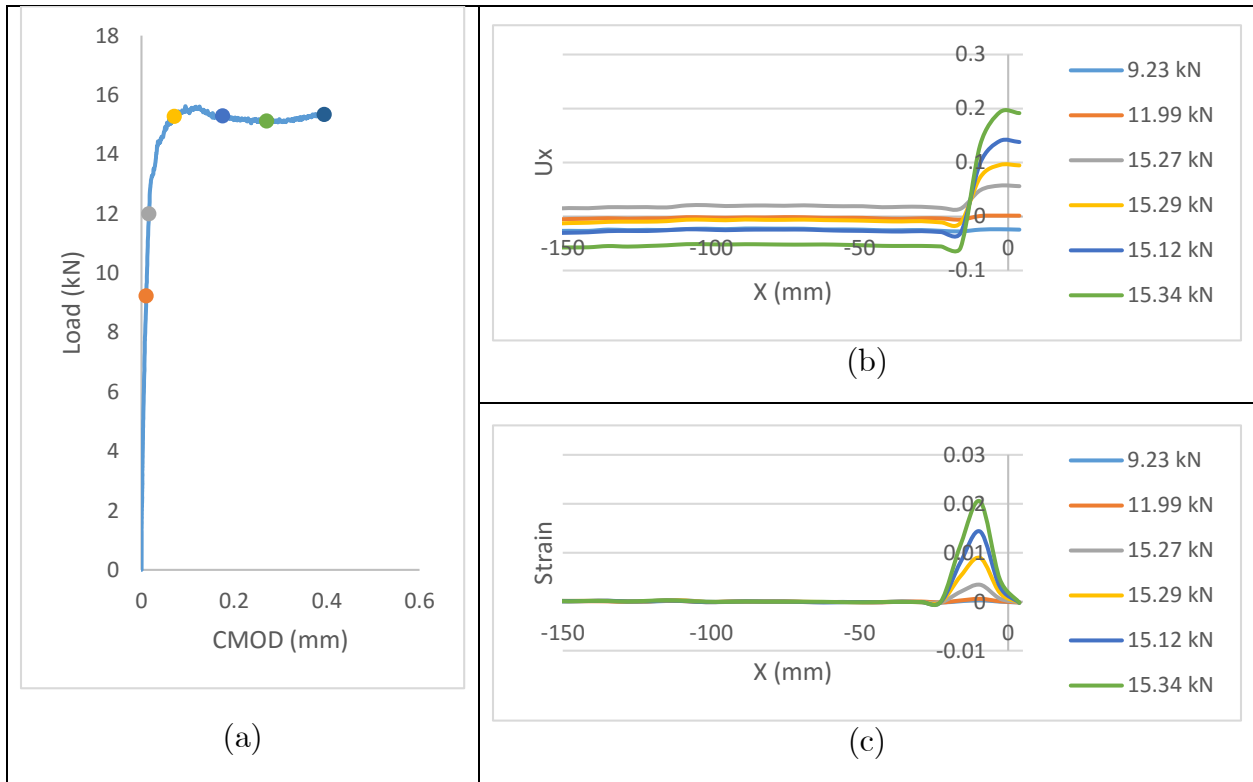 18
16
14
12
10
8
6
4
2
0
Load (kN)
0 0.2 0.4 0.6
CMOD (mm)
(a)
0.3
0.2
0.1
0
-0.1
Ux
-150 -100 -50 0
X (mm)
9.23 kN
11.99 kN
15.27 kN
15.29 kN
15.12 kN
15.34 kN
(b)
0.03
0.02
0.01
0
-0.01
Strain
-150 -100 -50 0
X (mm)
9.23 kN
11.99 kN
15.27 kN
15.29 kN
15.12 kN
15.34 kN
(c)